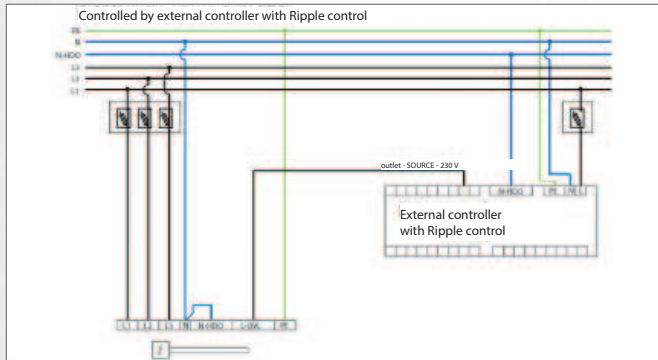 Controlled by external controller with Ripple control
PE
N
N-HDO
L3
L2
L1
outlet - SOURCE - 230 V
N-HDO PE N L
External controller
with Ripple control
L1 L2 L3 N N-HDO L-OVL PE